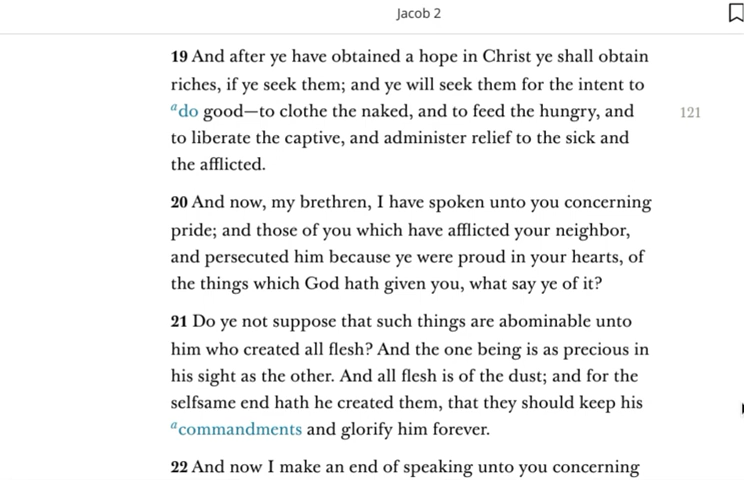 Jacob 2
19 And after ye have obtained a hope in Christ ye shall obtain
riches, if ye seek them; and ye will seek them for the intent to
ado good—to clothe the naked, and to feed the hungry, and
121
to liberate the captive, and administer relief to the sick and
the afflicted.
20 And now, my brethren, I have spoken unto you concerning
pride; and those of you which have afflicted your neighbor,
and persecuted him because ye were proud in your hearts, of
the things which God hath given you, what say ye of it?
21 Do ye not suppose that such things are abominable unto
him who created all flesh? And the one being is as precious in
his sight as the other. And all flesh is of the dust; and for the
selfsame end hath he created them, that they should keep his
acommandments and glorify him forever.
22 And now I make an end of speaking unto you concerning